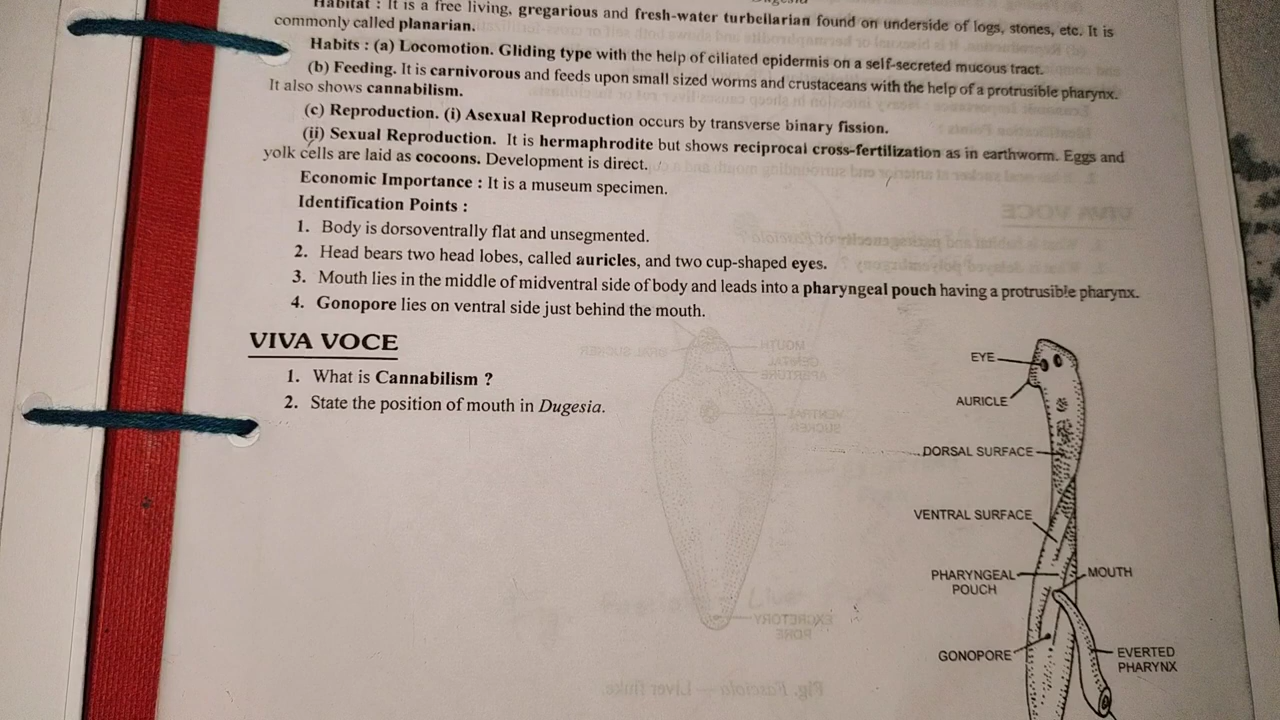 Habitat : It is a free living, gregarious and fresh-water turbellarian found on underside of logs, stones, etc. It is
commonly called planarian.
Habits : (a) Locomotion. Gliding type with the help of ciliated epidermis on a self-secreted mucous tract.
(b) Feeding. It is carnivorous and feeds upon small sized worms and crustaceans with the help of a protrusible pharynx.
It also shows cannabilism.
(c) Reproduction. (i) Asexual Reproduction occurs by transverse binary fission.
(ii) Sexual Reproduction. It is hermaphrodite but shows reciprocal cross-fertilization as in earthworm. Eggs and
yolk cells are laid as cocoons. Development is direct.
Economic Importance : It is a museum specimen.
Identification Points :
1. Body is dorsoventrally flat and unsegmented.
2. Head bears two head lobes, called auricles, and two cup-shaped eyes.
3. Mouth lies in the middle of midventral side of body and leads into a pharyngeal pouch having a protrusible pharynx.
4. Gonopore lies on ventral side just behind the mouth.
VIVA VOCE
1. What is Cannabilism ?
2. State the position of mouth in Dugesia.
EYE
AURICLE
DORSAL SURFACE
VENTRAL SURFACE
PHARYNGEAL
POUCH
MOUTH
GONOPORE
EVERTED
PHARYNX